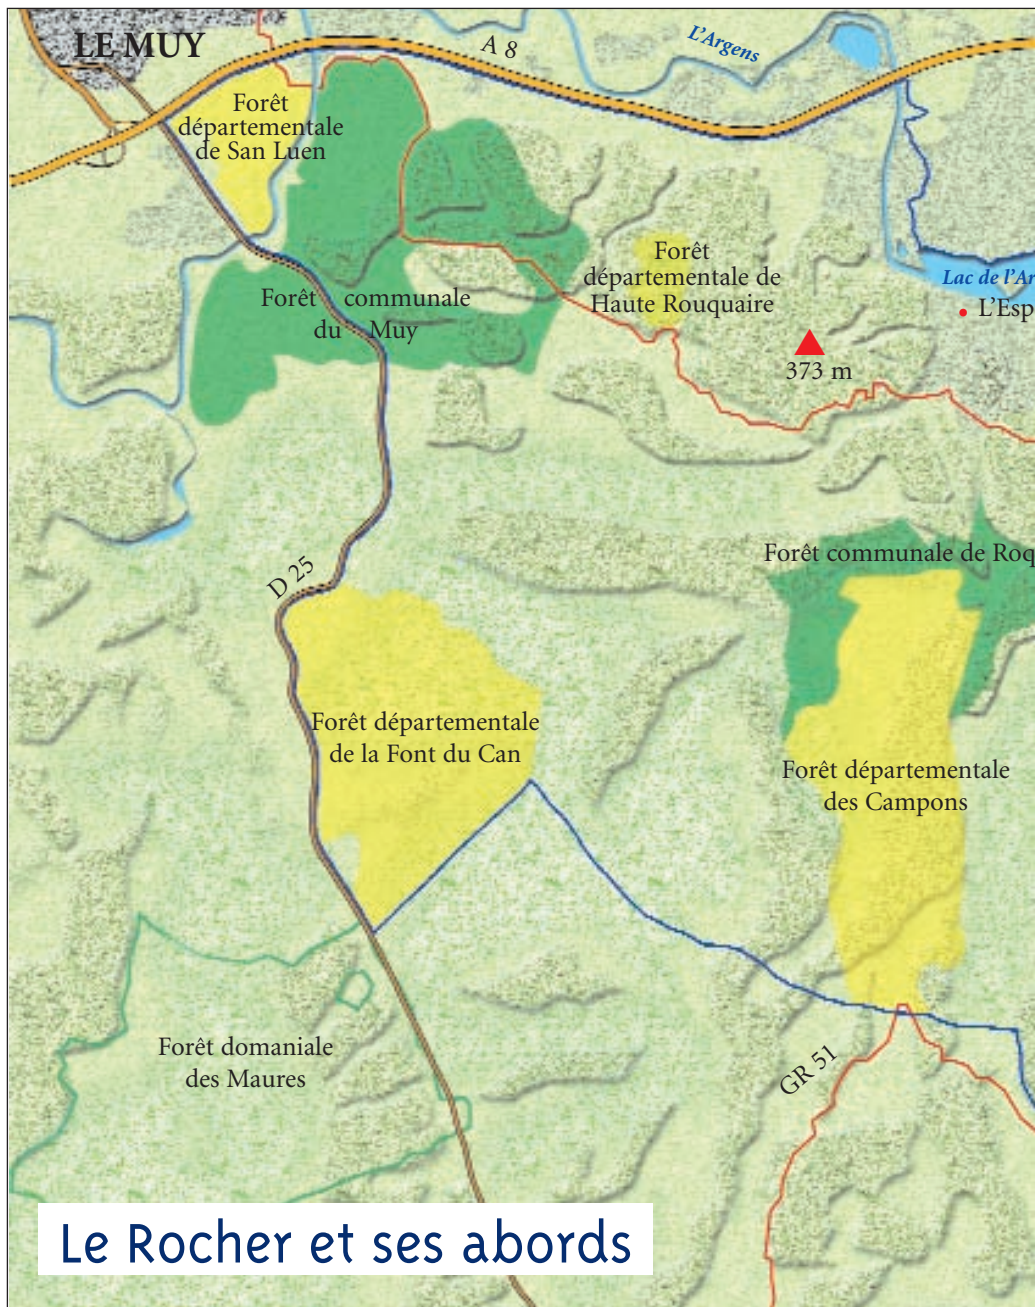 LE MUY
A 8
L'Argens
Forêt
départementale
de San Luen
Forêt
départementale de
Haute Rouquaire
Lac de l'Ar
L'Esp
Forêt communale
du Muy
373 m
D 25
Forêt communale de Roq
Forêt départementale
de la Font du Can
Forêt départementale
des Campons
Forêt domaniale
des Maures
GR 51
Le Rocher et ses abords